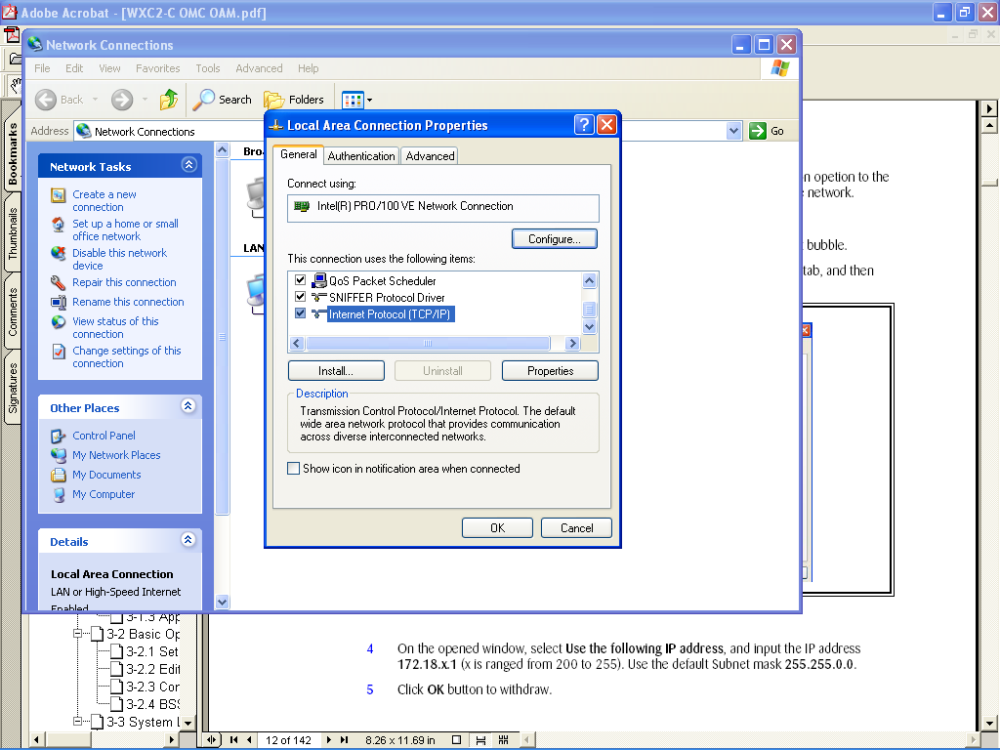 Adobe Acrobat - [WXC2-C OMC OAM.pdf]
Network Connections
File Edit View Favorites Tools Advanced Help
Back Search Folders
Address Network Connections Go
Bookmarks
Thumbnails
Comments
Signatures
Network Tasks
Create a new
connection
Set up a home or small
office network
Disable this network
device
Repair this connection
Rename this connection
View status of this
connection
Change settings of this
connection
Other Places
Control Panel
My Network Places
My Documents
My Computer
Details
Local Area Connection
LAN or High-Speed Internet
Enabled
LAN
Local Area Connection Properties
General Authentication Advanced
Connect using:
Intel(R) PRO/100 VE Network Connection
Configure...
This connection uses the following items:
QoS Packet Scheduler
SNIFFER Protocol Driver
Internet Protocol (TCP/IP)
Install... Uninstall Properties
Description
Transmission Control Protocol/Internet Protocol. The default
wide area network protocol that provides communication
across diverse interconnected networks.
Show icon in notification area when connected
OK Cancel
n opetion to the
network.
bubble.
tab, and then
3-1.3 App
3-2 Basic Op
3-2.1 Set
3-2.2 Edit
3-2.3 Cor
3-2.4 BSS
3-3 System
4 On the opened window, select Use the following IP address, and input the IP address
172.18.x.1 (x is ranged from 200 to 255). Use the default Subnet mask 255.255.0.0.
5 Click OK button to withdraw.
12 of 142 8.26 x 11.69 in